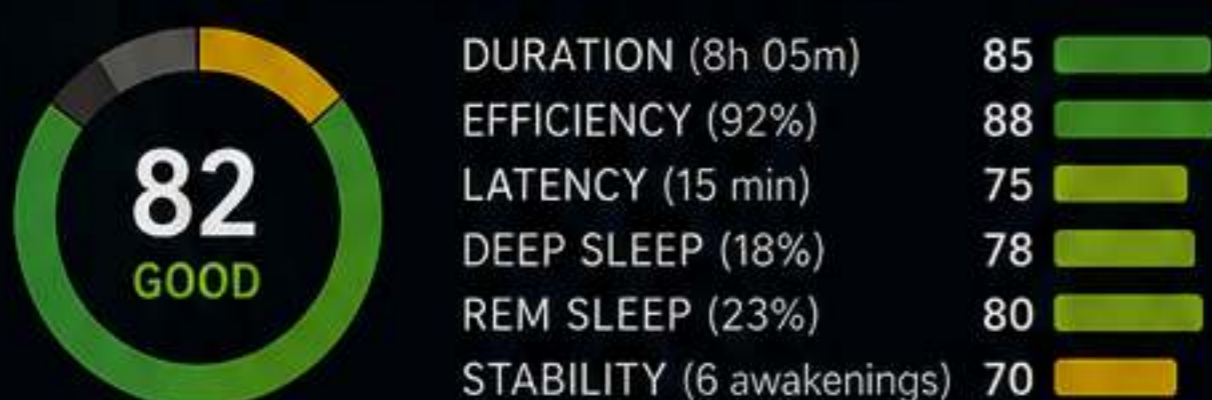 82
GOOD
DURATION (8h 05m) 85
EFFICIENCY (92%) 88
LATENCY (15 min) 75
DEEP SLEEP (18%) 78
REM SLEEP (23%) 80
STABILITY (6 awakenings) 70